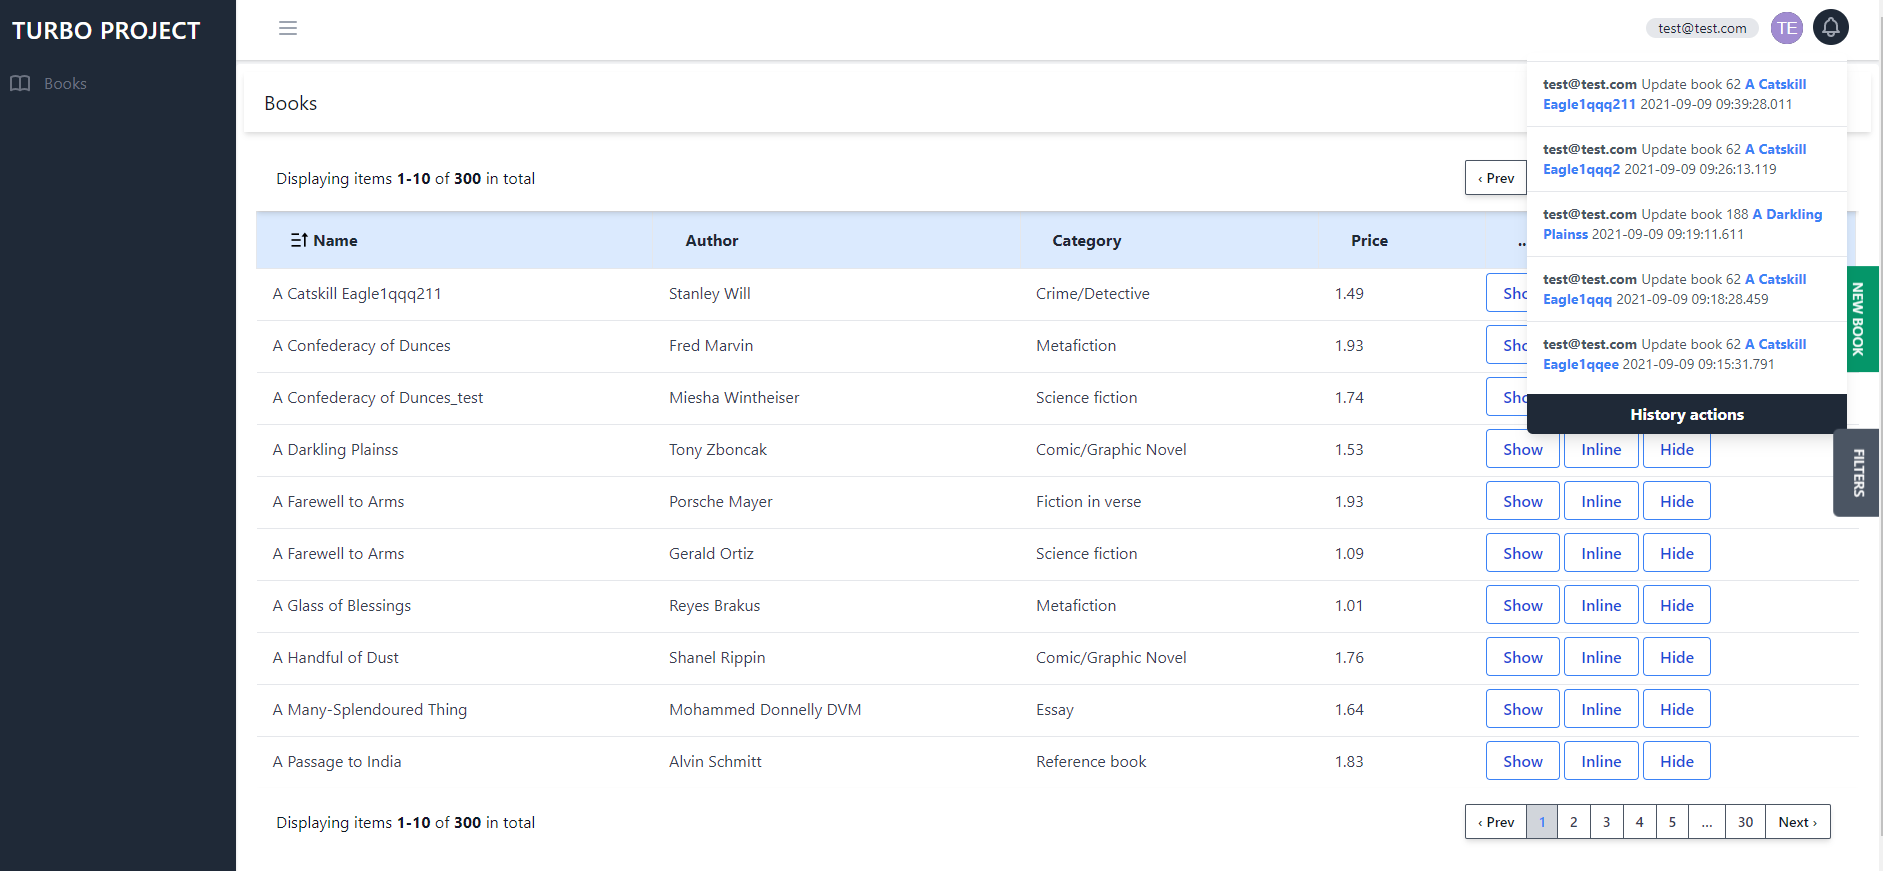 TURBO PROJECT
Books
test@test.com
TE
Books
test@test.com Update book 62 A Catskill
Eagle1qqq211 2021-09-09 09:39:28.011
test@test.com Update book 62 A Catskill
Eagle1qqq2 2021-09-09 09:26:13.119
test@test.com Update book 188 A Darkling
Plainss 2021-09-09 09:19:11.611
test@test.com Update book 62 A Catskill
Eagle1qqq 2021-09-09 09:18:28.459
test@test.com Update book 62 A Catskill
Eagle1qqee 2021-09-09 09:15:31.791
History actions
Displaying items 1-10 of 300 in total
‹ Prev
Name Author Category Price ..
A Catskill Eagle1qqq211 Stanley Will Crime/Detective 1.49
A Confederacy of Dunces Fred Marvin Metafiction 1.93
A Confederacy of Dunces_test Miesha Wintheiser Science fiction 1.74
A Darkling Plainss Tony Zboncak Comic/Graphic Novel 1.53 Show Inline Hide
A Farewell to Arms Porsche Mayer Fiction in verse 1.93 Show Inline Hide
A Farewell to Arms Gerald Ortiz Science fiction 1.09 Show Inline Hide
A Glass of Blessings Reyes Brakus Metafiction 1.01 Show Inline Hide
A Handful of Dust Shanel Rippin Comic/Graphic Novel 1.76 Show Inline Hide
A Many-Splendoured Thing Mohammed Donnelly DVM Essay 1.64 Show Inline Hide
A Passage to India Alvin Schmitt Reference book 1.83 Show Inline Hide
NEW BOOK
FILTERS
Displaying items 1-10 of 300 in total
‹ Prev 1 2 3 4 5 ... 30 Next ›